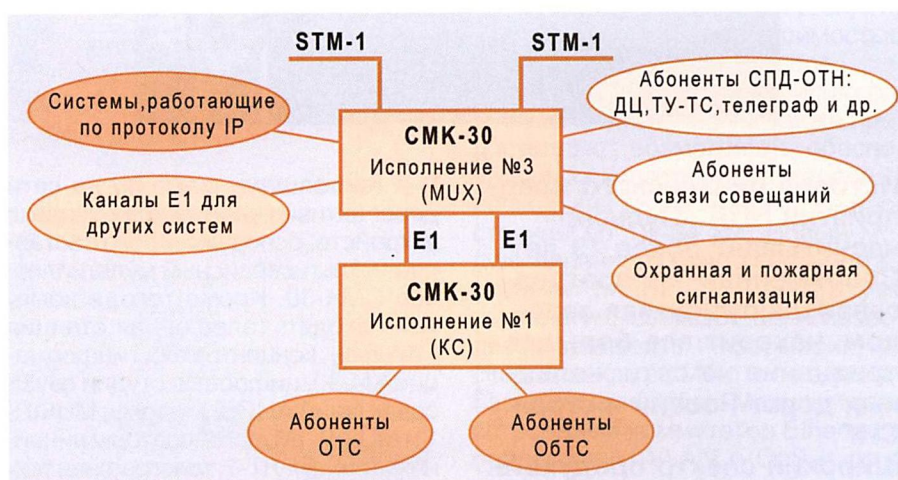 STM-1
STM-1
Системы,работающие
по протоколу IP
Абоненты СПД-ОТН:
ДЦ,ТУ-ТС,телеграф и др.
СМК-30
Исполнение №3
(MUX)
Каналы Е1 для
других систем
Абоненты
связи совещаний
Е1
Е1
Охранная и пожарная
сигнализация
СМК-30
Исполнение №1
(КС)
Абоненты
ОТС
Абоненты
ОбТС